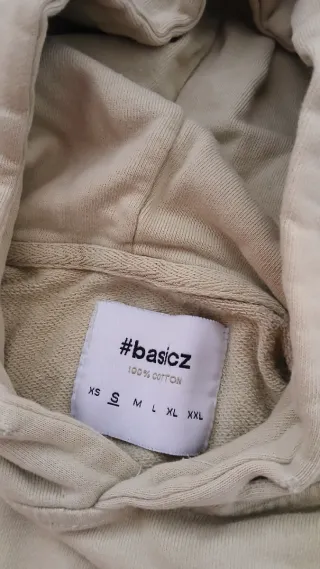 #basicz
100% COTTON
XS S M L XL XXL